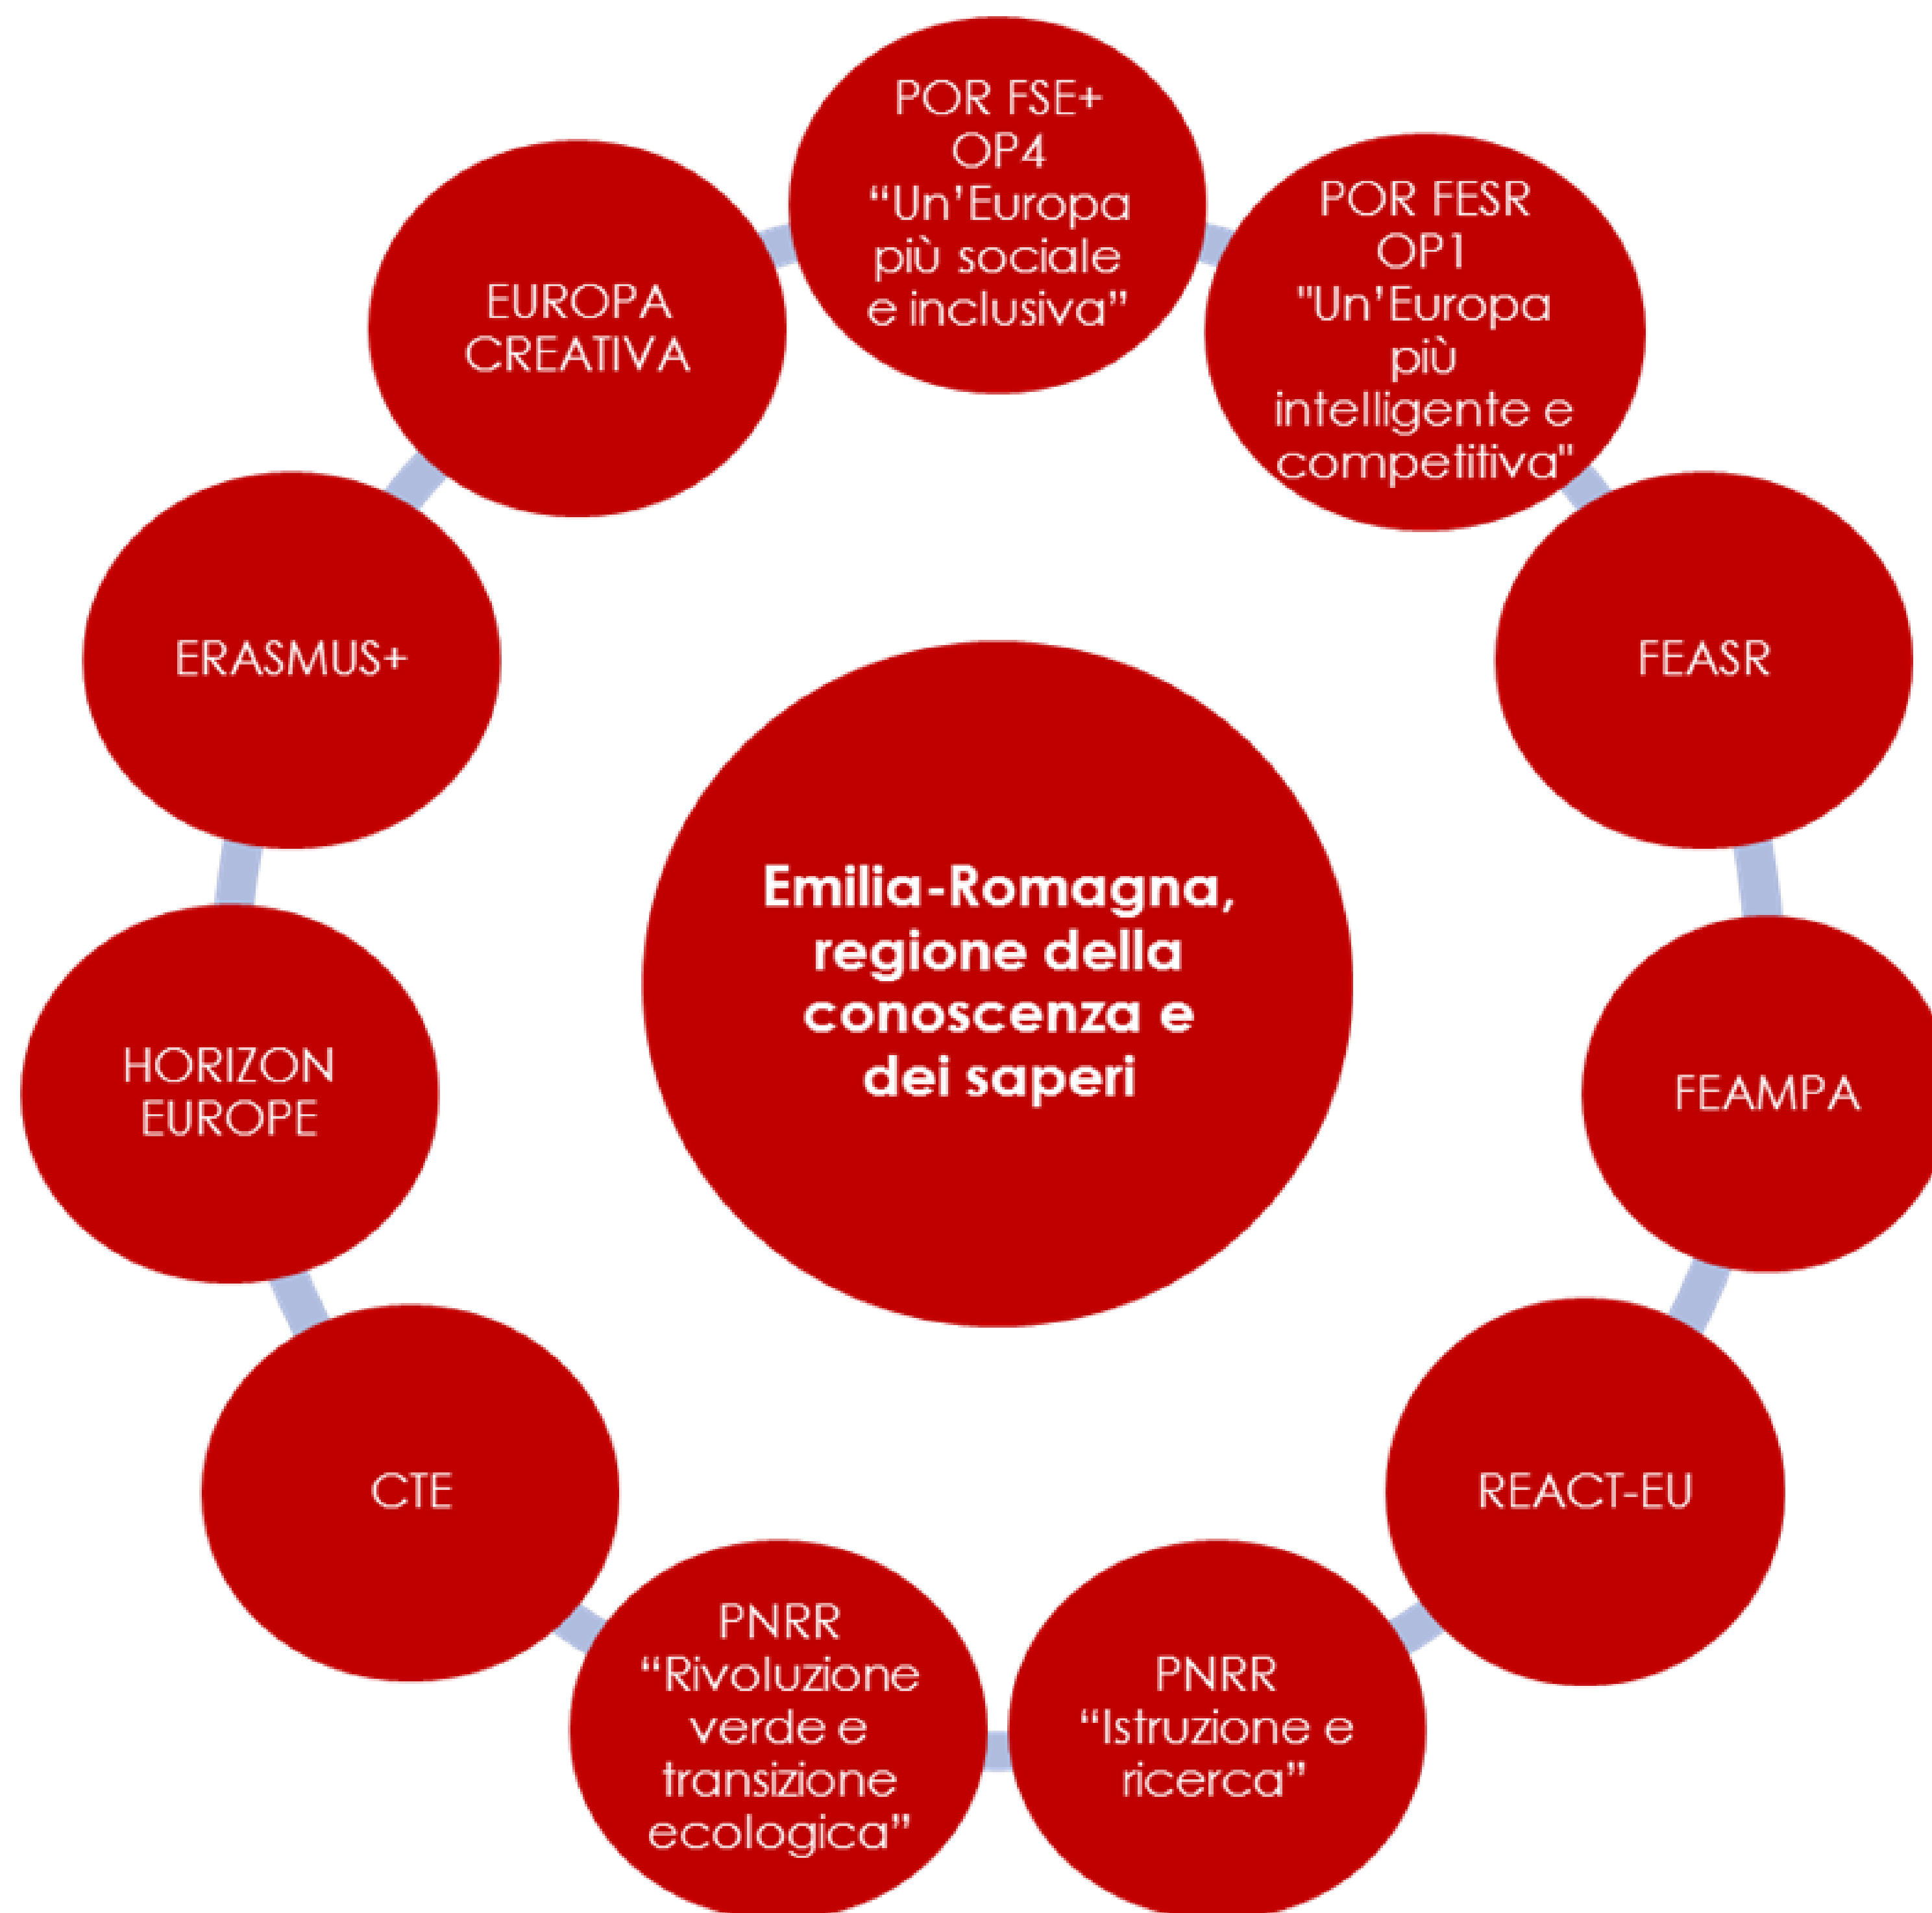 POR FSE+
OP4
“Un’Europa
più sociale
e inclusiva”
POR FESR
OP1
"Un’Europa
più
intelligente e
competitiva"
FEASR
FEAMPA
REACT-EU
PNRR
“Istruzione e
ricerca”
PNRR
“Rivoluzione
verde e
transizione
ecologica”
CTE
HORIZON
EUROPE
ERASMUS+
EUROPA
CREATIVA
Emilia-Romagna,
regione della
conoscenza e
dei saperi